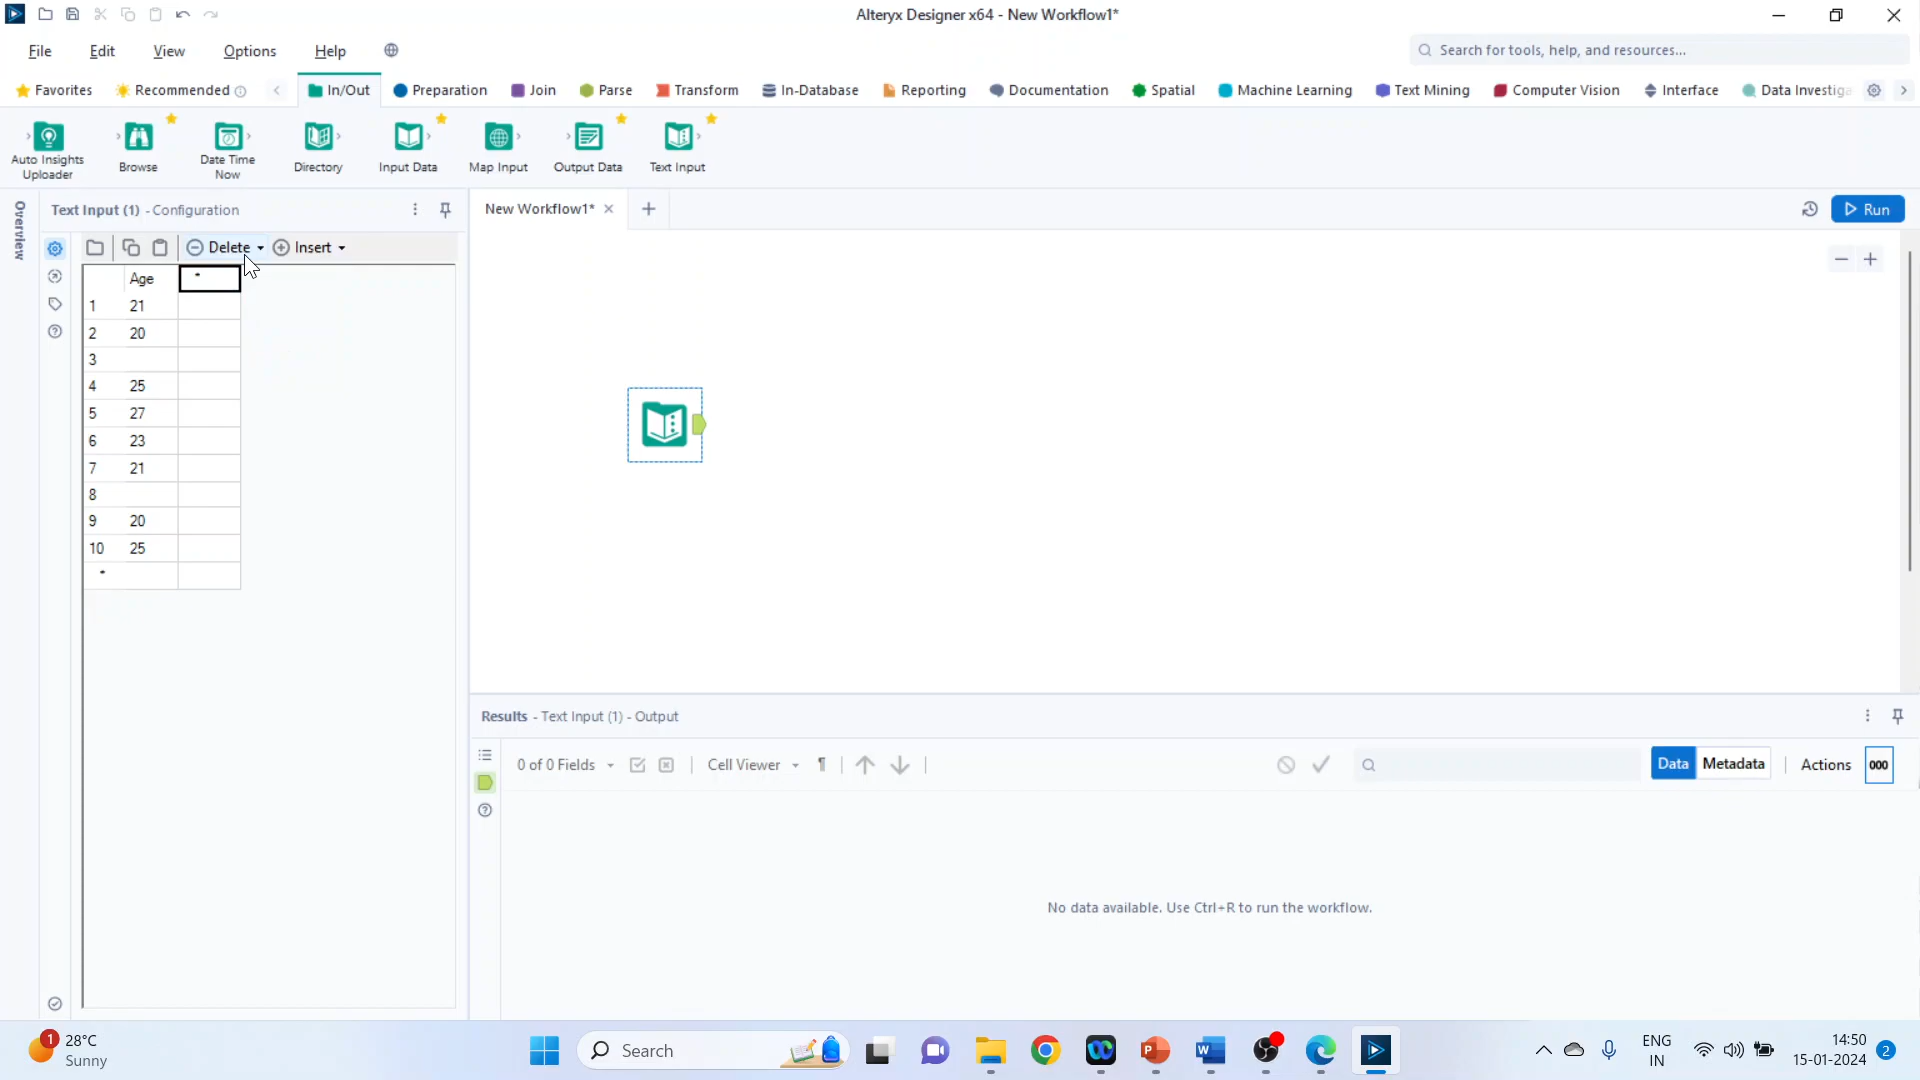 Alteryx Designer x64 - New Workflow1*
File Edit View Options Help
Search for tools, help, and resources...
Favorites Recommended In/Out Preparation Join Parse Transform In-Database Reporting Documentation Spatial Machine Learning Text Mining Computer Vision Interface Data Investiga
Auto Insights Uploader
Browse
Date Time Now
Directory
Input Data
Map Input
Output Data
Text Input
Overview
Text Input (1) - Configuration
New Workflow1*
Run
Delete Insert
Age *
1 21
2 20
3
4 25
5 27
6 23
7 21
8
9 20
10 25
*
Results - Text Input (1) - Output
0 of 0 Fields Cell Viewer Data Metadata Actions 000
No data available. Use Ctrl+R to run the workflow.
1 28°C
Sunny
Search
ENG
IN
14:50
15-01-2024
2